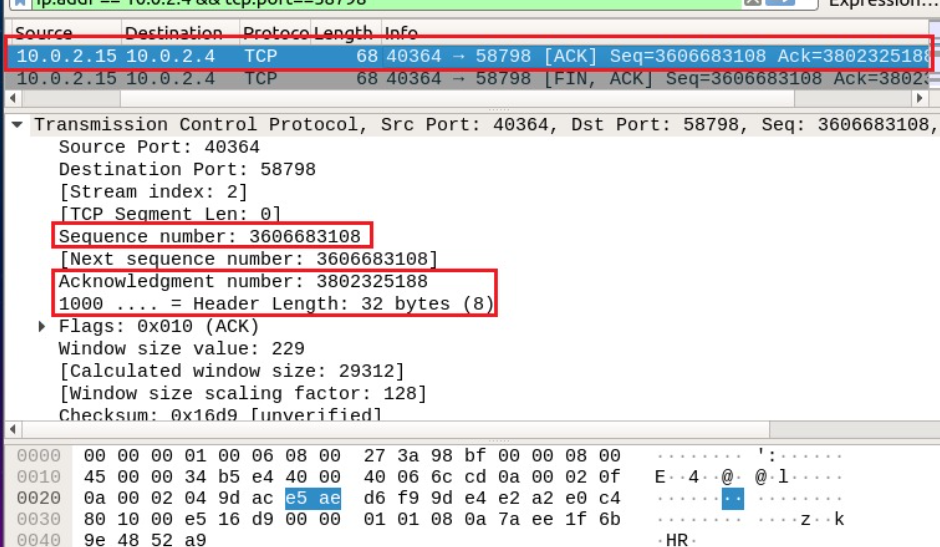 ip.addr == 10.0.2.4 && tcp.port==58798 Expression...
Source Destination Protoco Length Info
10.0.2.15 10.0.2.4 TCP 68 40364 → 58798 [ACK] Seq=3606683108 Ack=3802325188
10.0.2.15 10.0.2.4 TCP 68 40364 → 58798 [FIN, ACK] Seq=3606683108 Ack=38023
Transmission Control Protocol, Src Port: 40364, Dst Port: 58798, Seq: 3606683108,
Source Port: 40364
Destination Port: 58798
[Stream index: 2]
[TCP Segment Len: 0]
Sequence number: 3606683108
[Next sequence number: 3606683108]
Acknowledgment number: 3802325188
1000 .... = Header Length: 32 bytes (8)
Flags: 0x010 (ACK)
Window size value: 229
[Calculated window size: 29312]
[Window size scaling factor: 128]
Checksum: 0x16d9 [unverified]
0000 00 00 00 01 00 06 08 00 27 3a 98 bf 00 00 08 00 ········ ':······
0010 45 00 00 34 b5 e4 40 00 40 06 6c cd 0a 00 02 0f E··4··@· @·l·····
0020 0a 00 02 04 9d ac e5 ae d6 f9 9d e4 e2 a2 e0 c4 ········ ········
0030 80 10 00 e5 16 d9 00 00 01 01 08 0a 7a ee 1f 6b ········ ····z··k
0040 9e 48 52 a9 ·HR·